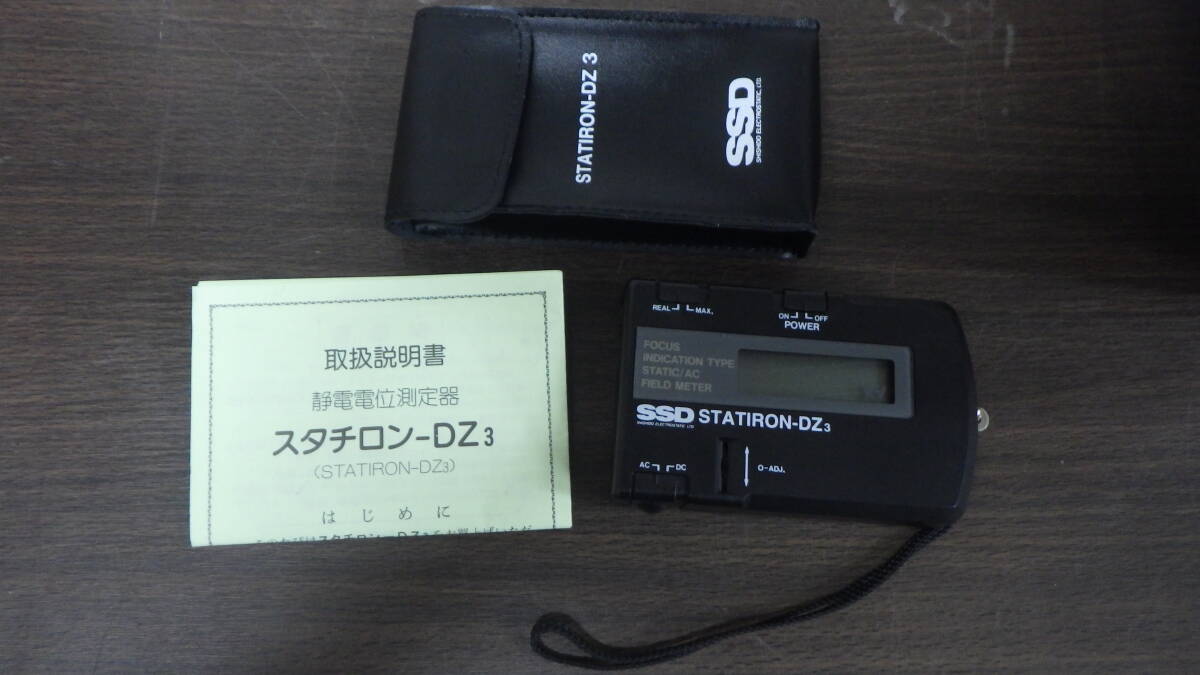 STATIRON-DZ 3
SSD
SHISHIDO ELECTROSTATIC, LTD.
取扱説明書
静電電位測定器
スタチロン-DZ3
(STATIRON-DZ3)
はじめに
REAL
MAX.
ON
OFF
POWER
FOCUS
INDICATION TYPE
STATIC/AC
FIELD METER
SSD STATIRON-DZ3
SHISHIDO ELECTROSTATIC, LTD.
AC
DC
O-ADJ.